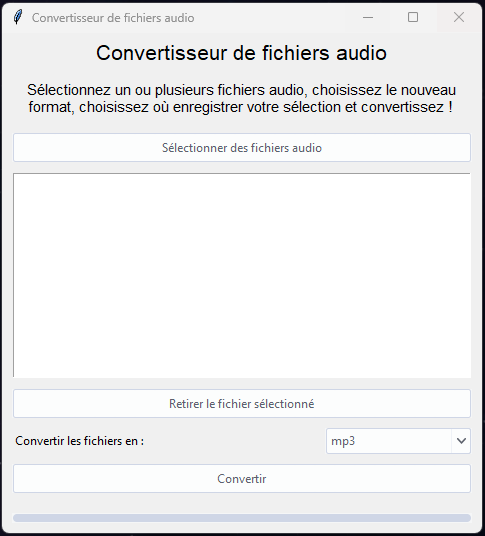 Convertisseur de fichiers audio
Convertisseur de fichiers audio
Sélectionnez un ou plusieurs fichiers audio, choisissez le nouveau
format, choisissez où enregistrer votre sélection et convertissez !
Sélectionner des fichiers audio
Retirer le fichier sélectionné
Convertir les fichiers en :
mp3
Convertir